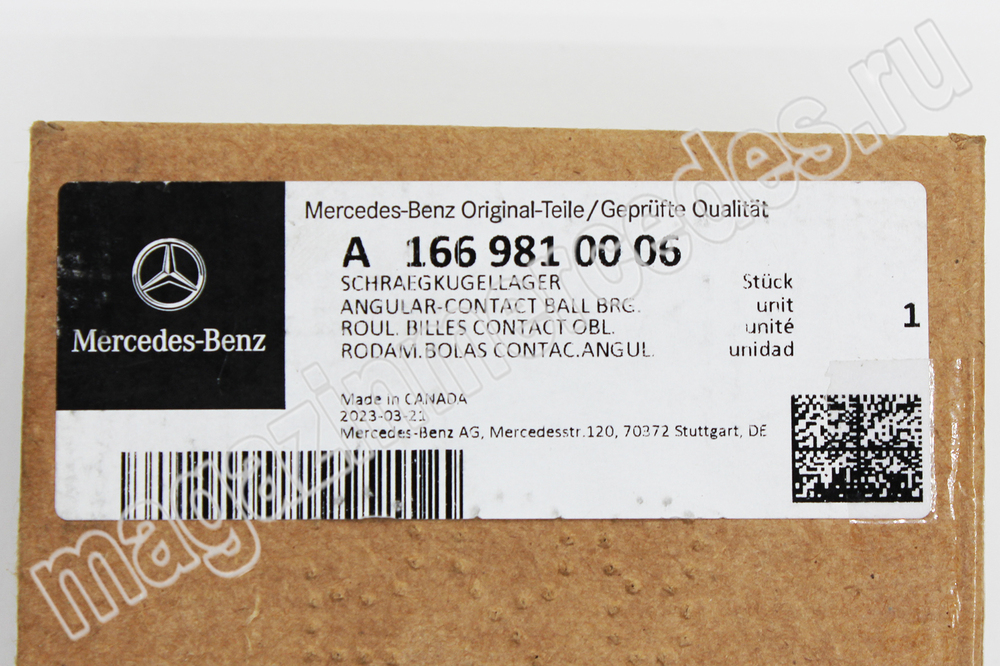 Mercedes-Benz
Mercedes-Benz Original-Teile/Geprüfte Qualität
A 166 981 00 06
SCHRAEGKUGELLAGER Stück
ANGULAR-CONTACT BALL BRG. unit
ROUL. BILLES CONTACT OBL. unité
RODAM.BOLAS CONTAC.ANGUL. unidad
1
Made in CANADA
2023-03-21
Mercedes-Benz AG, Mercedesstr.120, 70372 Stuttgart, DE
magazinmercedes.ru